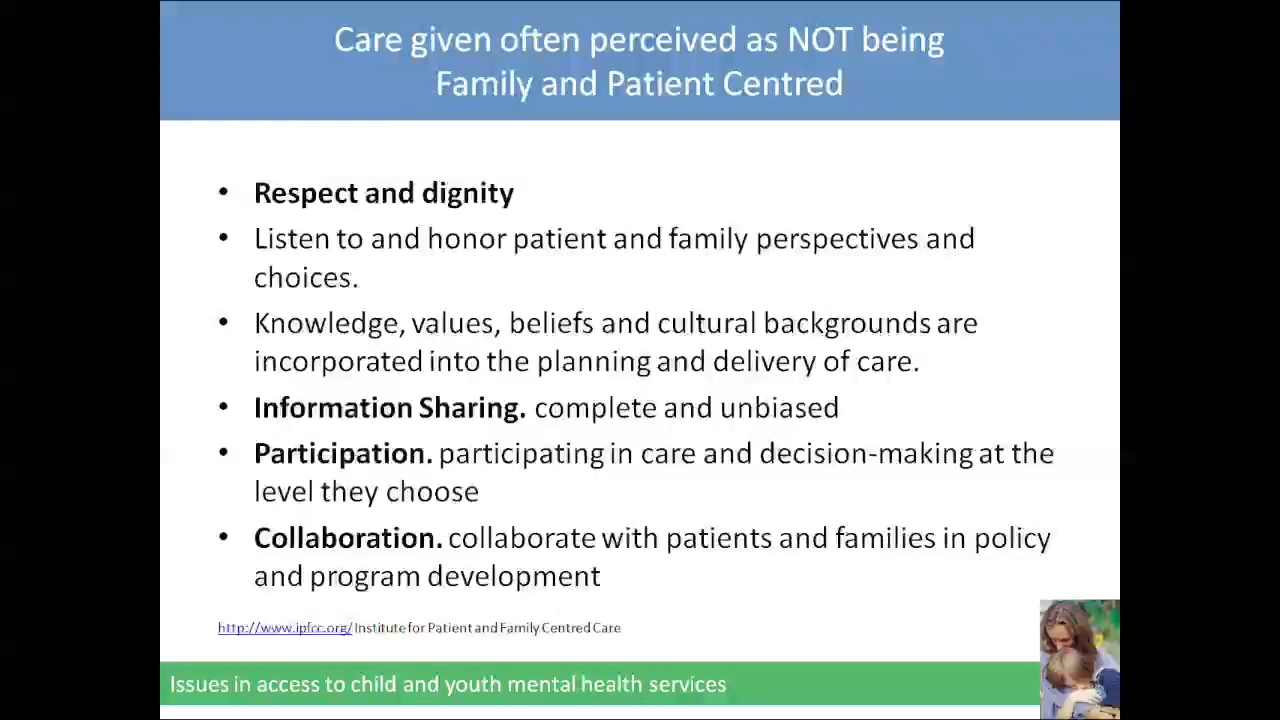 Care given often perceived as NOT being
Family and Patient Centred
• Respect and dignity
• Listen to and honor patient and family perspectives and
choices.
• Knowledge, values, beliefs and cultural backgrounds are
incorporated into the planning and delivery of care.
• Information Sharing. complete and unbiased
• Participation. participating in care and decision-making at the
level they choose
• Collaboration. collaborate with patients and families in policy
and program development
http://www.ipfcc.org/ Institute for Patient and Family Centred Care
Issues in access to child and youth mental health services